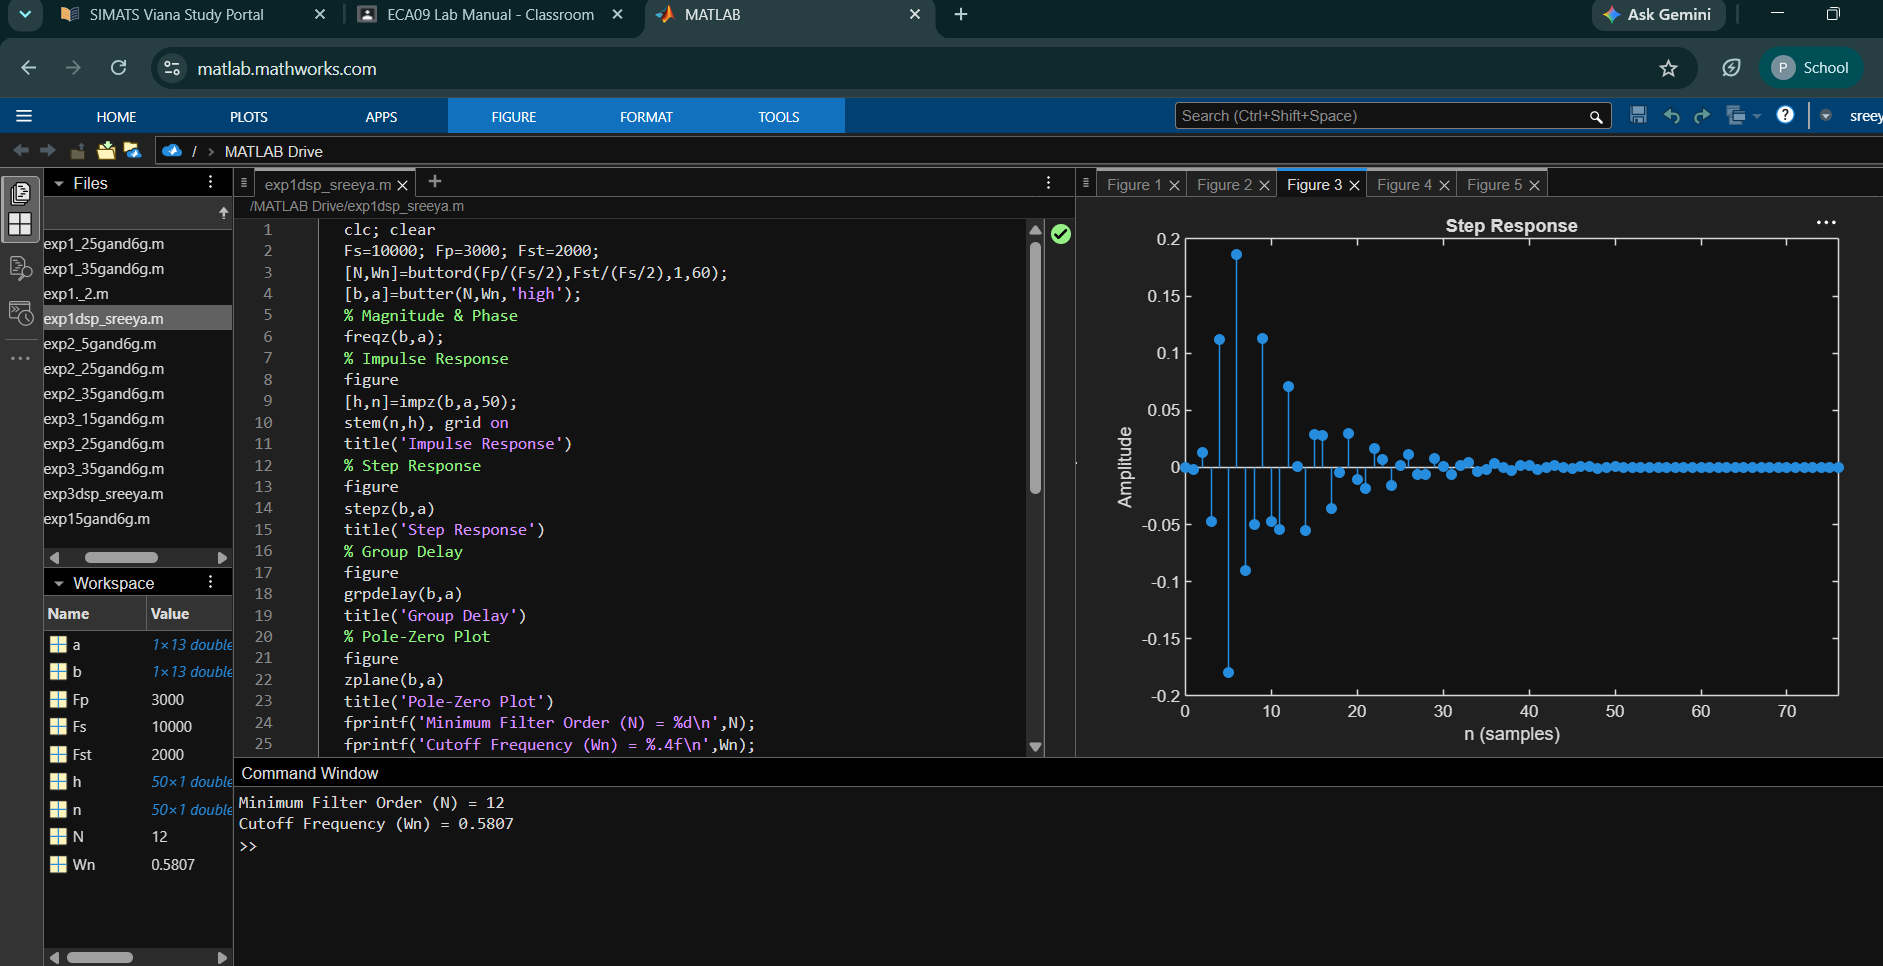 SIMATS Viana Study Portal
ECA09 Lab Manual - Classroom
MATLAB
Ask Gemini
matlab.mathworks.com
P School
HOME PLOTS APPS FIGURE FORMAT TOOLS
Search (Ctrl+Shift+Space)
sreey
/ › MATLAB Drive
Files
exp1_25gand6g.m
exp1_35gand6g.m
exp1._2.m
exp1dsp_sreeya.m
exp2_5gand6g.m
exp2_25gand6g.m
exp2_35gand6g.m
exp3_15gand6g.m
exp3_25gand6g.m
exp3_35gand6g.m
exp3dsp_sreeya.m
exp15gand6g.m
Workspace
Name Value
a 1×13 double
b 1×13 double
Fp 3000
Fs 10000
Fst 2000
h 50×1 double
n 50×1 double
N 12
Wn 0.5807
exp1dsp_sreeya.m
/MATLAB Drive/exp1dsp_sreeya.m
1 clc; clear
2 Fs=10000; Fp=3000; Fst=2000;
3 [N,Wn]=buttord(Fp/(Fs/2),Fst/(Fs/2),1,60);
4 [b,a]=butter(N,Wn,'high');
5 % Magnitude & Phase
6 freqz(b,a);
7 % Impulse Response
8 figure
9 [h,n]=impz(b,a,50);
10 stem(n,h), grid on
11 title('Impulse Response')
12 % Step Response
13 figure
14 stepz(b,a)
15 title('Step Response')
16 % Group Delay
17 figure
18 grpdelay(b,a)
19 title('Group Delay')
20 % Pole-Zero Plot
21 figure
22 zplane(b,a)
23 title('Pole-Zero Plot')
24 fprintf('Minimum Filter Order (N) = %d\n',N);
25 fprintf('Cutoff Frequency (Wn) = %.4f\n',Wn);
Figure 1 Figure 2 Figure 3 Figure 4 Figure 5
Step Response
0.2
0.15
0.1
0.05
0
-0.05
-0.1
-0.15
-0.2
Amplitude
0 10 20 30 40 50 60 70
n (samples)
Command Window
Minimum Filter Order (N) = 12
Cutoff Frequency (Wn) = 0.5807
>>